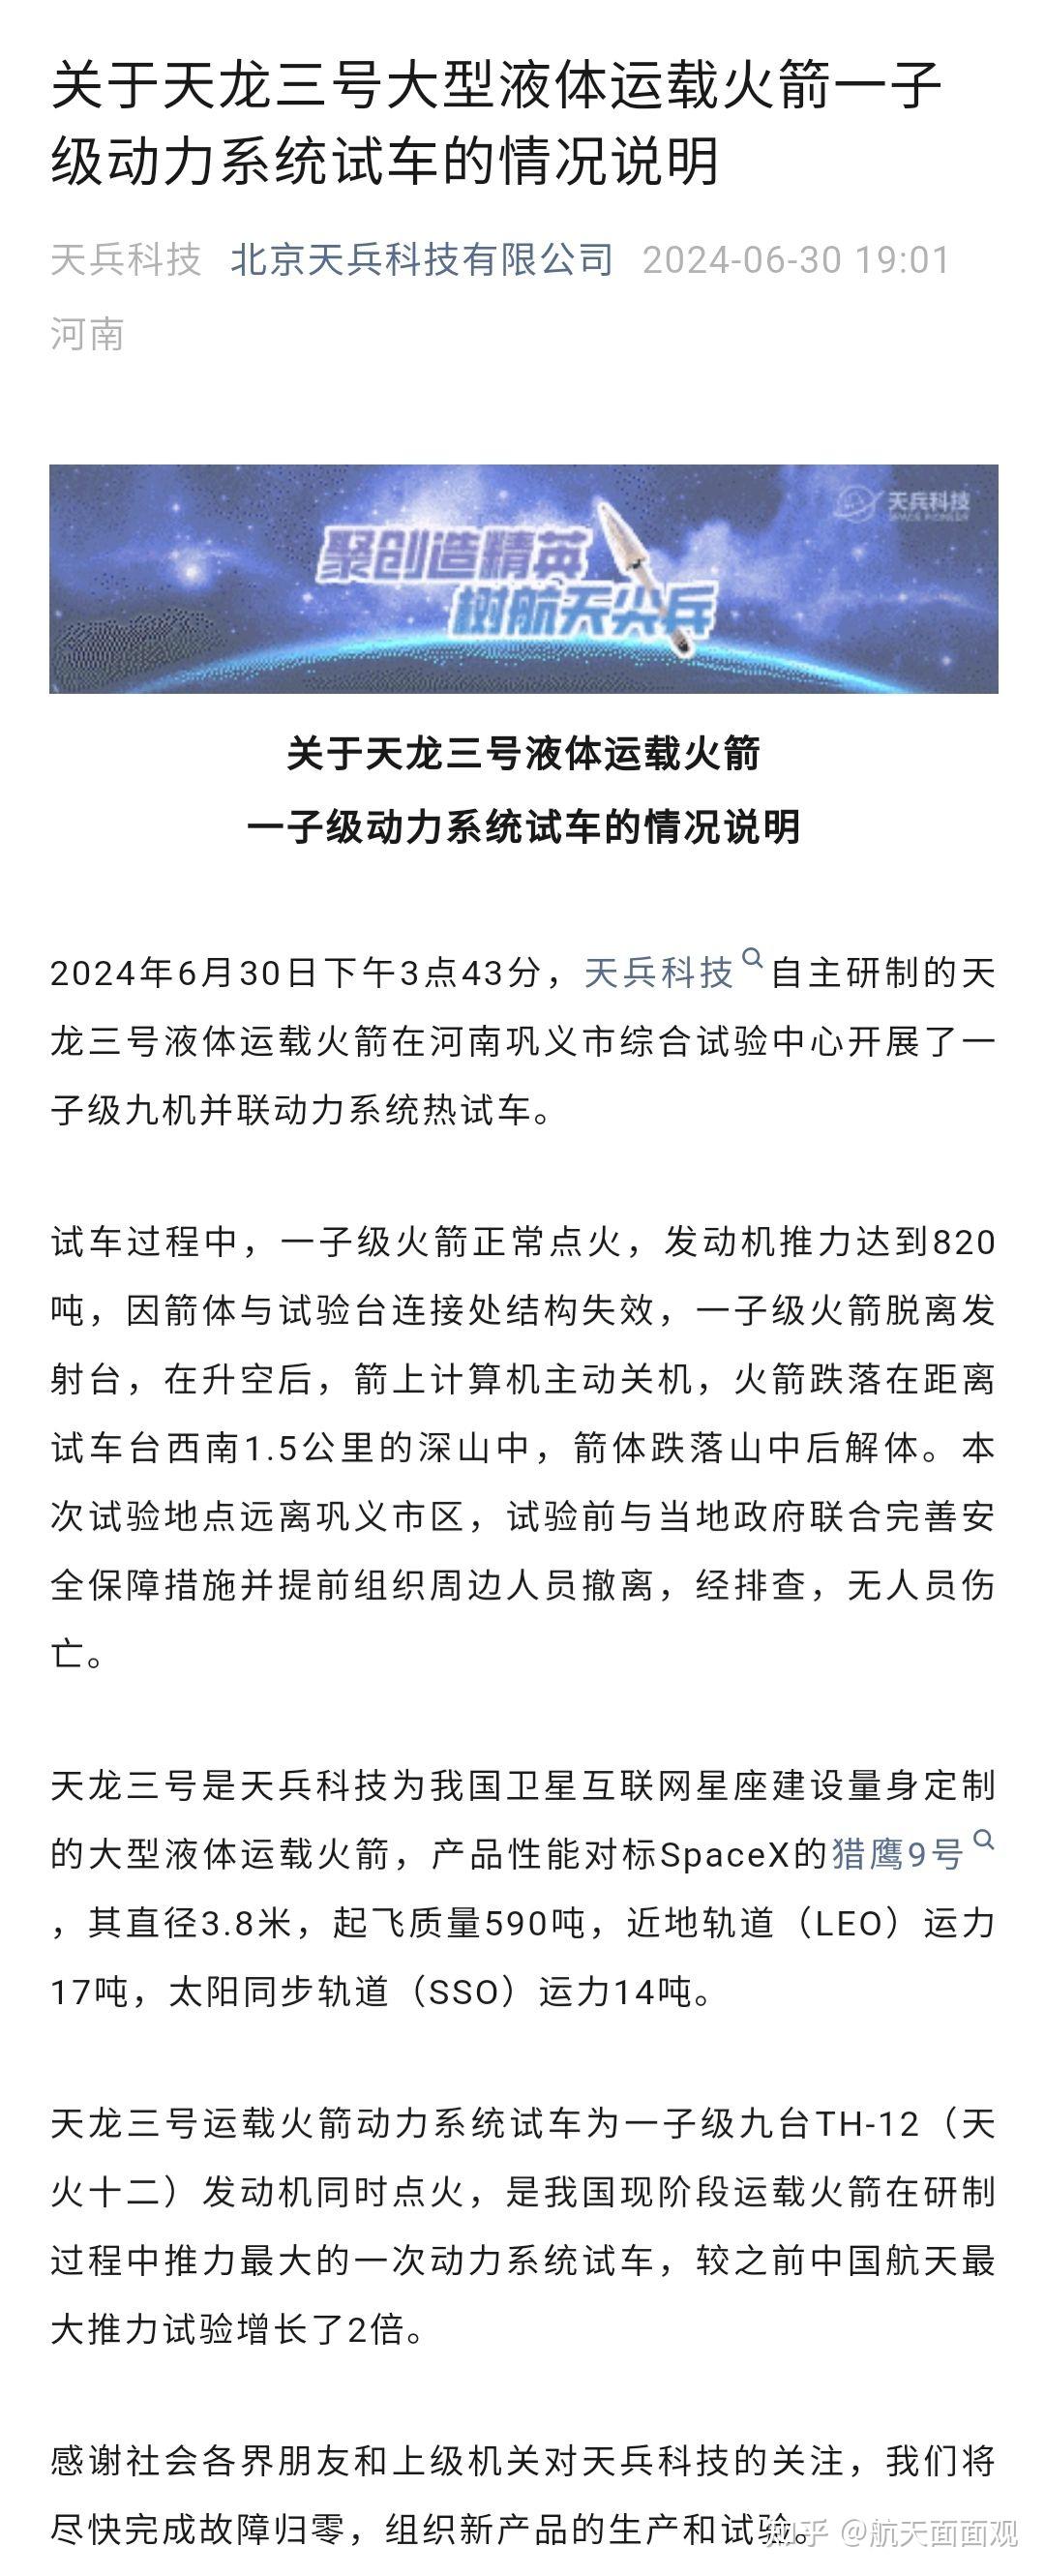 关于天龙三号大型液体运载火箭一子
级动力系统试车的情况说明
天兵科技 北京天兵科技有限公司 2024-06-30 19:01
河南
天兵科技
SPACE PIONEER
聚创造精英
树航天尖兵
关于天龙三号液体运载火箭
一子级动力系统试车的情况说明
2024年6月30日下午3点43分，天兵科技自主研制的天
龙三号液体运载火箭在河南巩义市综合试验中心开展了一
子级九机并联动力系统热试车。
试车过程中，一子级火箭正常点火，发动机推力达到820
吨，因箭体与试验台连接处结构失效，一子级火箭脱离发
射台，在升空后，箭上计算机主动关机，火箭跌落在距离
试车台西南1.5公里的深山中，箭体跌落山中后解体。本
次试验地点远离巩义市区，试验前与当地政府联合完善安
全保障措施并提前组织周边人员撤离，经排查，无人员伤
亡。
天龙三号是天兵科技为我国卫星互联网星座建设量身定制
的大型液体运载火箭，产品性能对标SpaceX的猎鹰9号
，其直径3.8米，起飞质量590吨，近地轨道（LEO）运力
17吨，太阳同步轨道（SSO）运力14吨。
天龙三号运载火箭动力系统试车为一子级九台TH-12（天
火十二）发动机同时点火，是我国现阶段运载火箭在研制
过程中推力最大的一次动力系统试车，较之前中国航天最
大推力试验增长了2倍。
感谢社会各界朋友和上级机关对天兵科技的关注，我们将
尽快完成故障归零，组织新产品的生产和试验。
知乎 @航天面面观